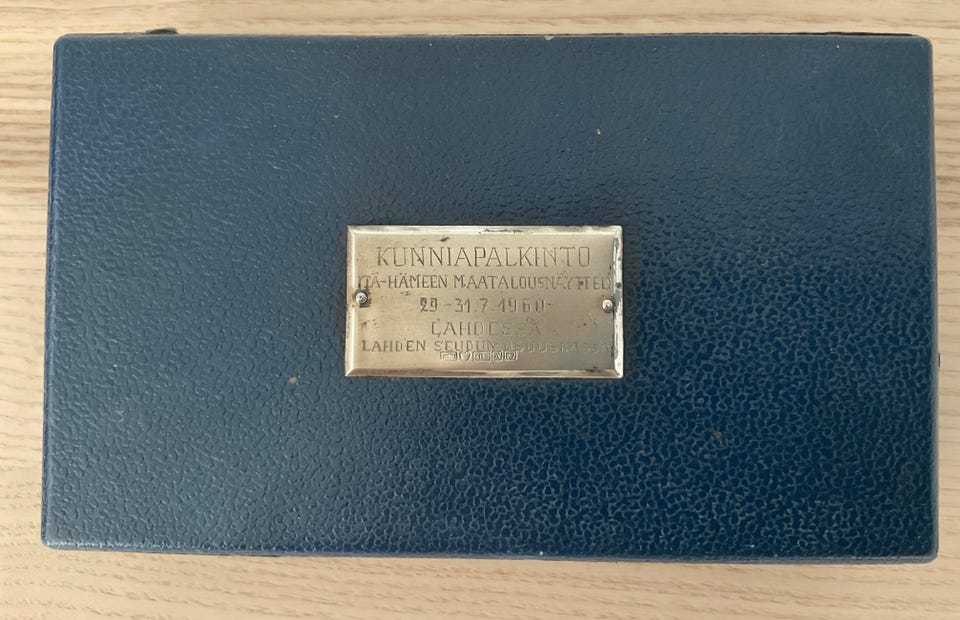 KUNNIAPALKINTO
ITÄ-HÄMEEN MAATALOUSNÄYTTELY
29-31.7.1960
LAHDESSA
LAHDEN SEUDUN